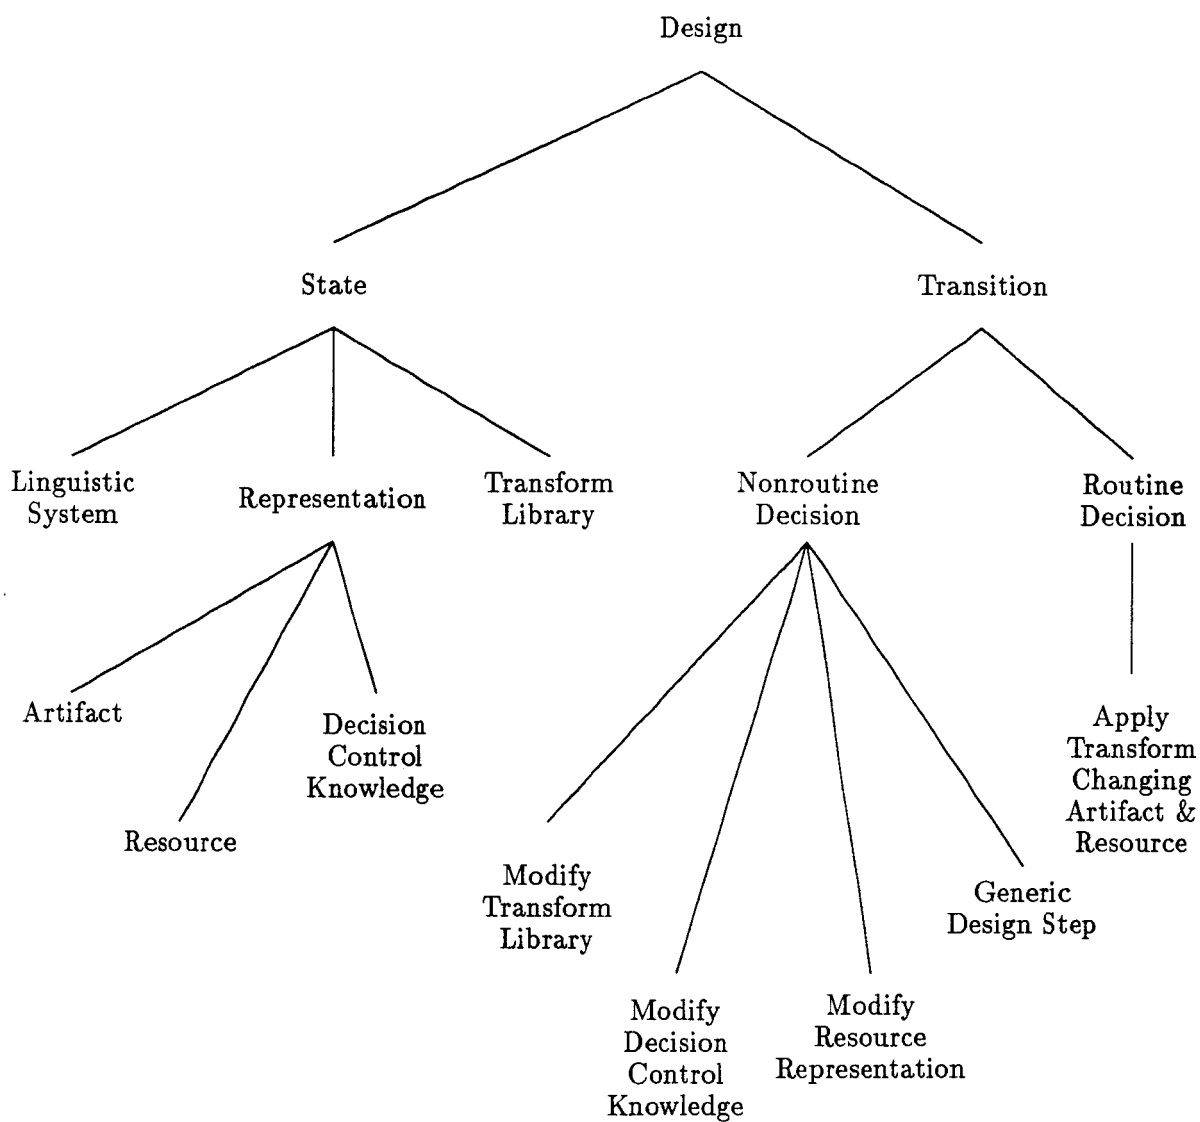 Design
State
Transition
Linguistic
System
Representation
Transform
Library
Nonroutine
Decision
Routine
Decision
Artifact
Resource
Decision
Control
Knowledge
Modify
Transform
Library
Modify
Decision
Control
Knowledge
Modify
Resource
Representation
Generic
Design Step
Apply
Transform
Changing
Artifact &
Resource